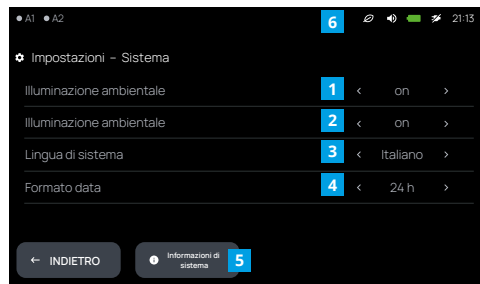 A1 A2 6 21:13
Impostazioni – Sistema
Illuminazione ambientale 1 < on >
Illuminazione ambientale 2 < on >
Lingua di sistema 3 < Italiano >
Formato data 4 < 24 h >
← INDIETRO
Informazioni di
sistema
5